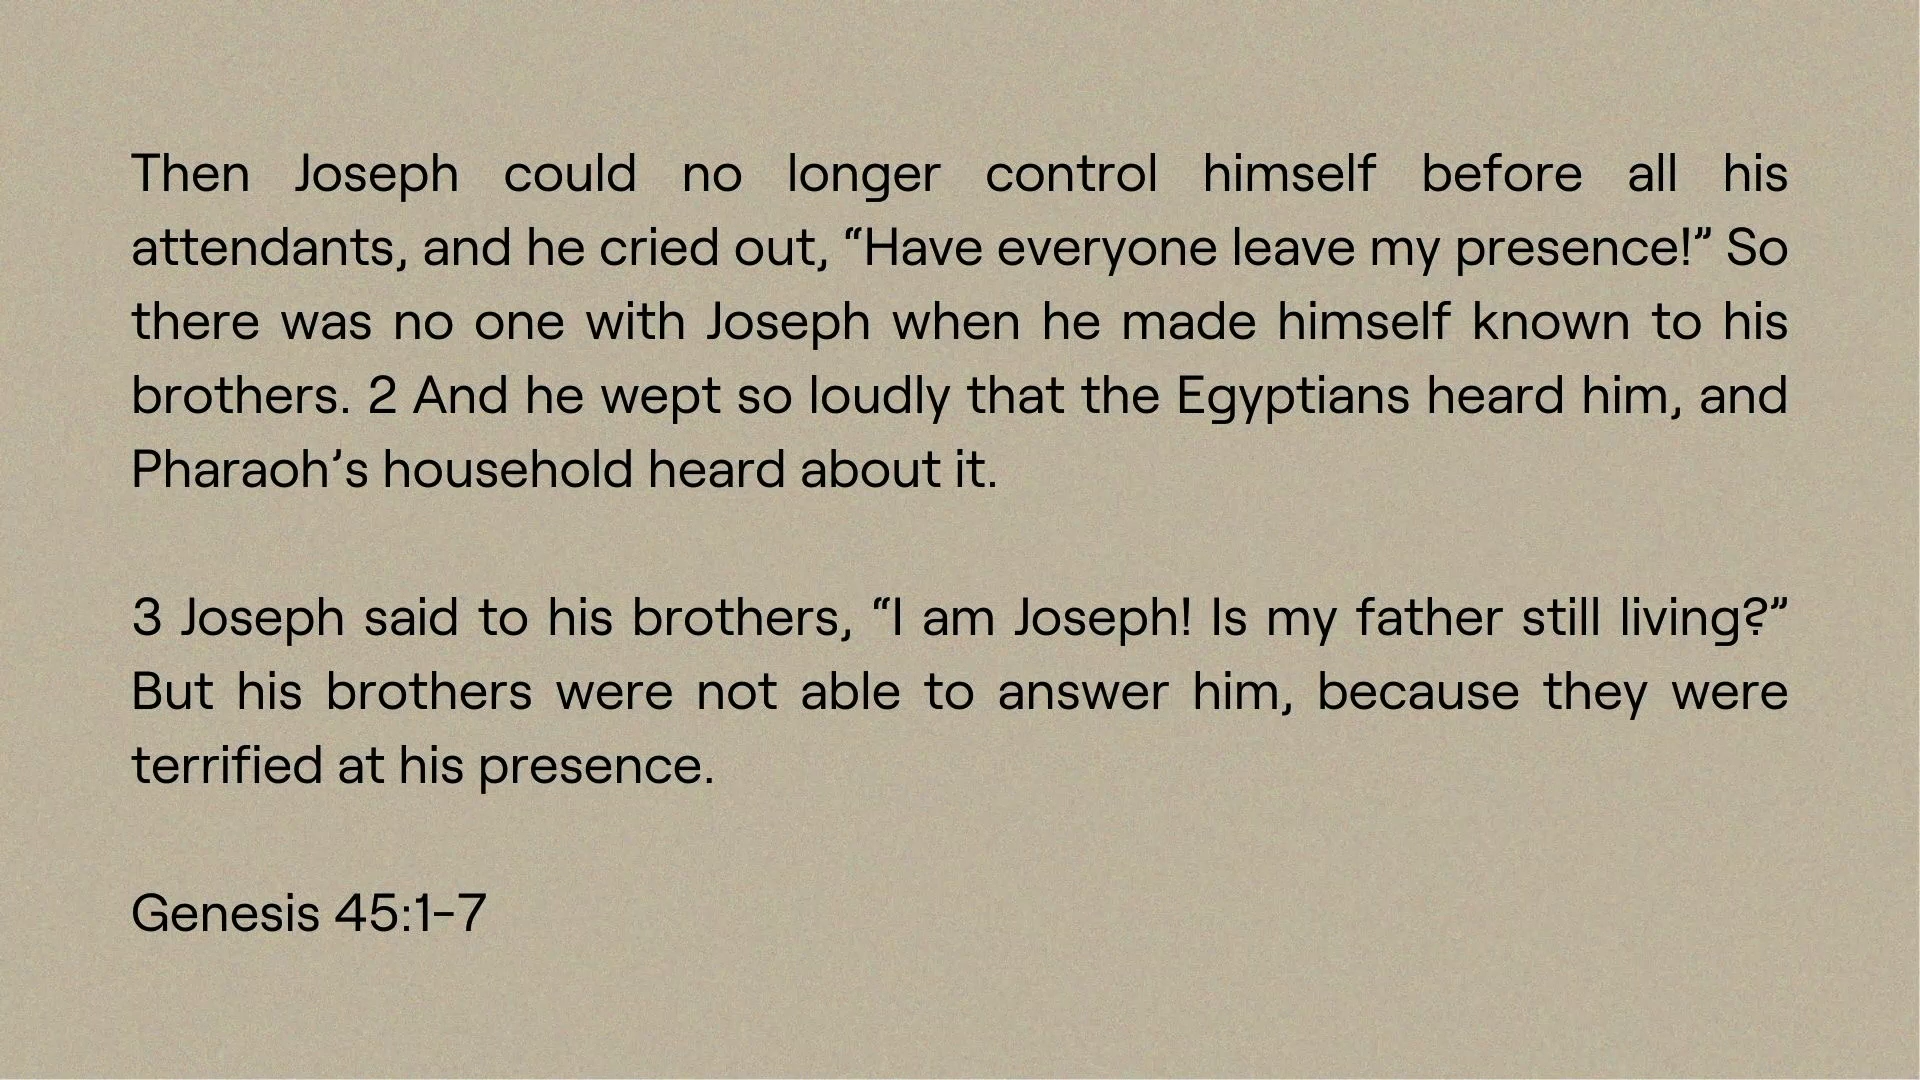 Then Joseph could no longer control himself before all his
attendants, and he cried out, “Have everyone leave my presence!” So
there was no one with Joseph when he made himself known to his
brothers. 2 And he wept so loudly that the Egyptians heard him, and
Pharaoh’s household heard about it.
3 Joseph said to his brothers, “I am Joseph! Is my father still living?”
But his brothers were not able to answer him, because they were
terrified at his presence.
Genesis 45:1–7